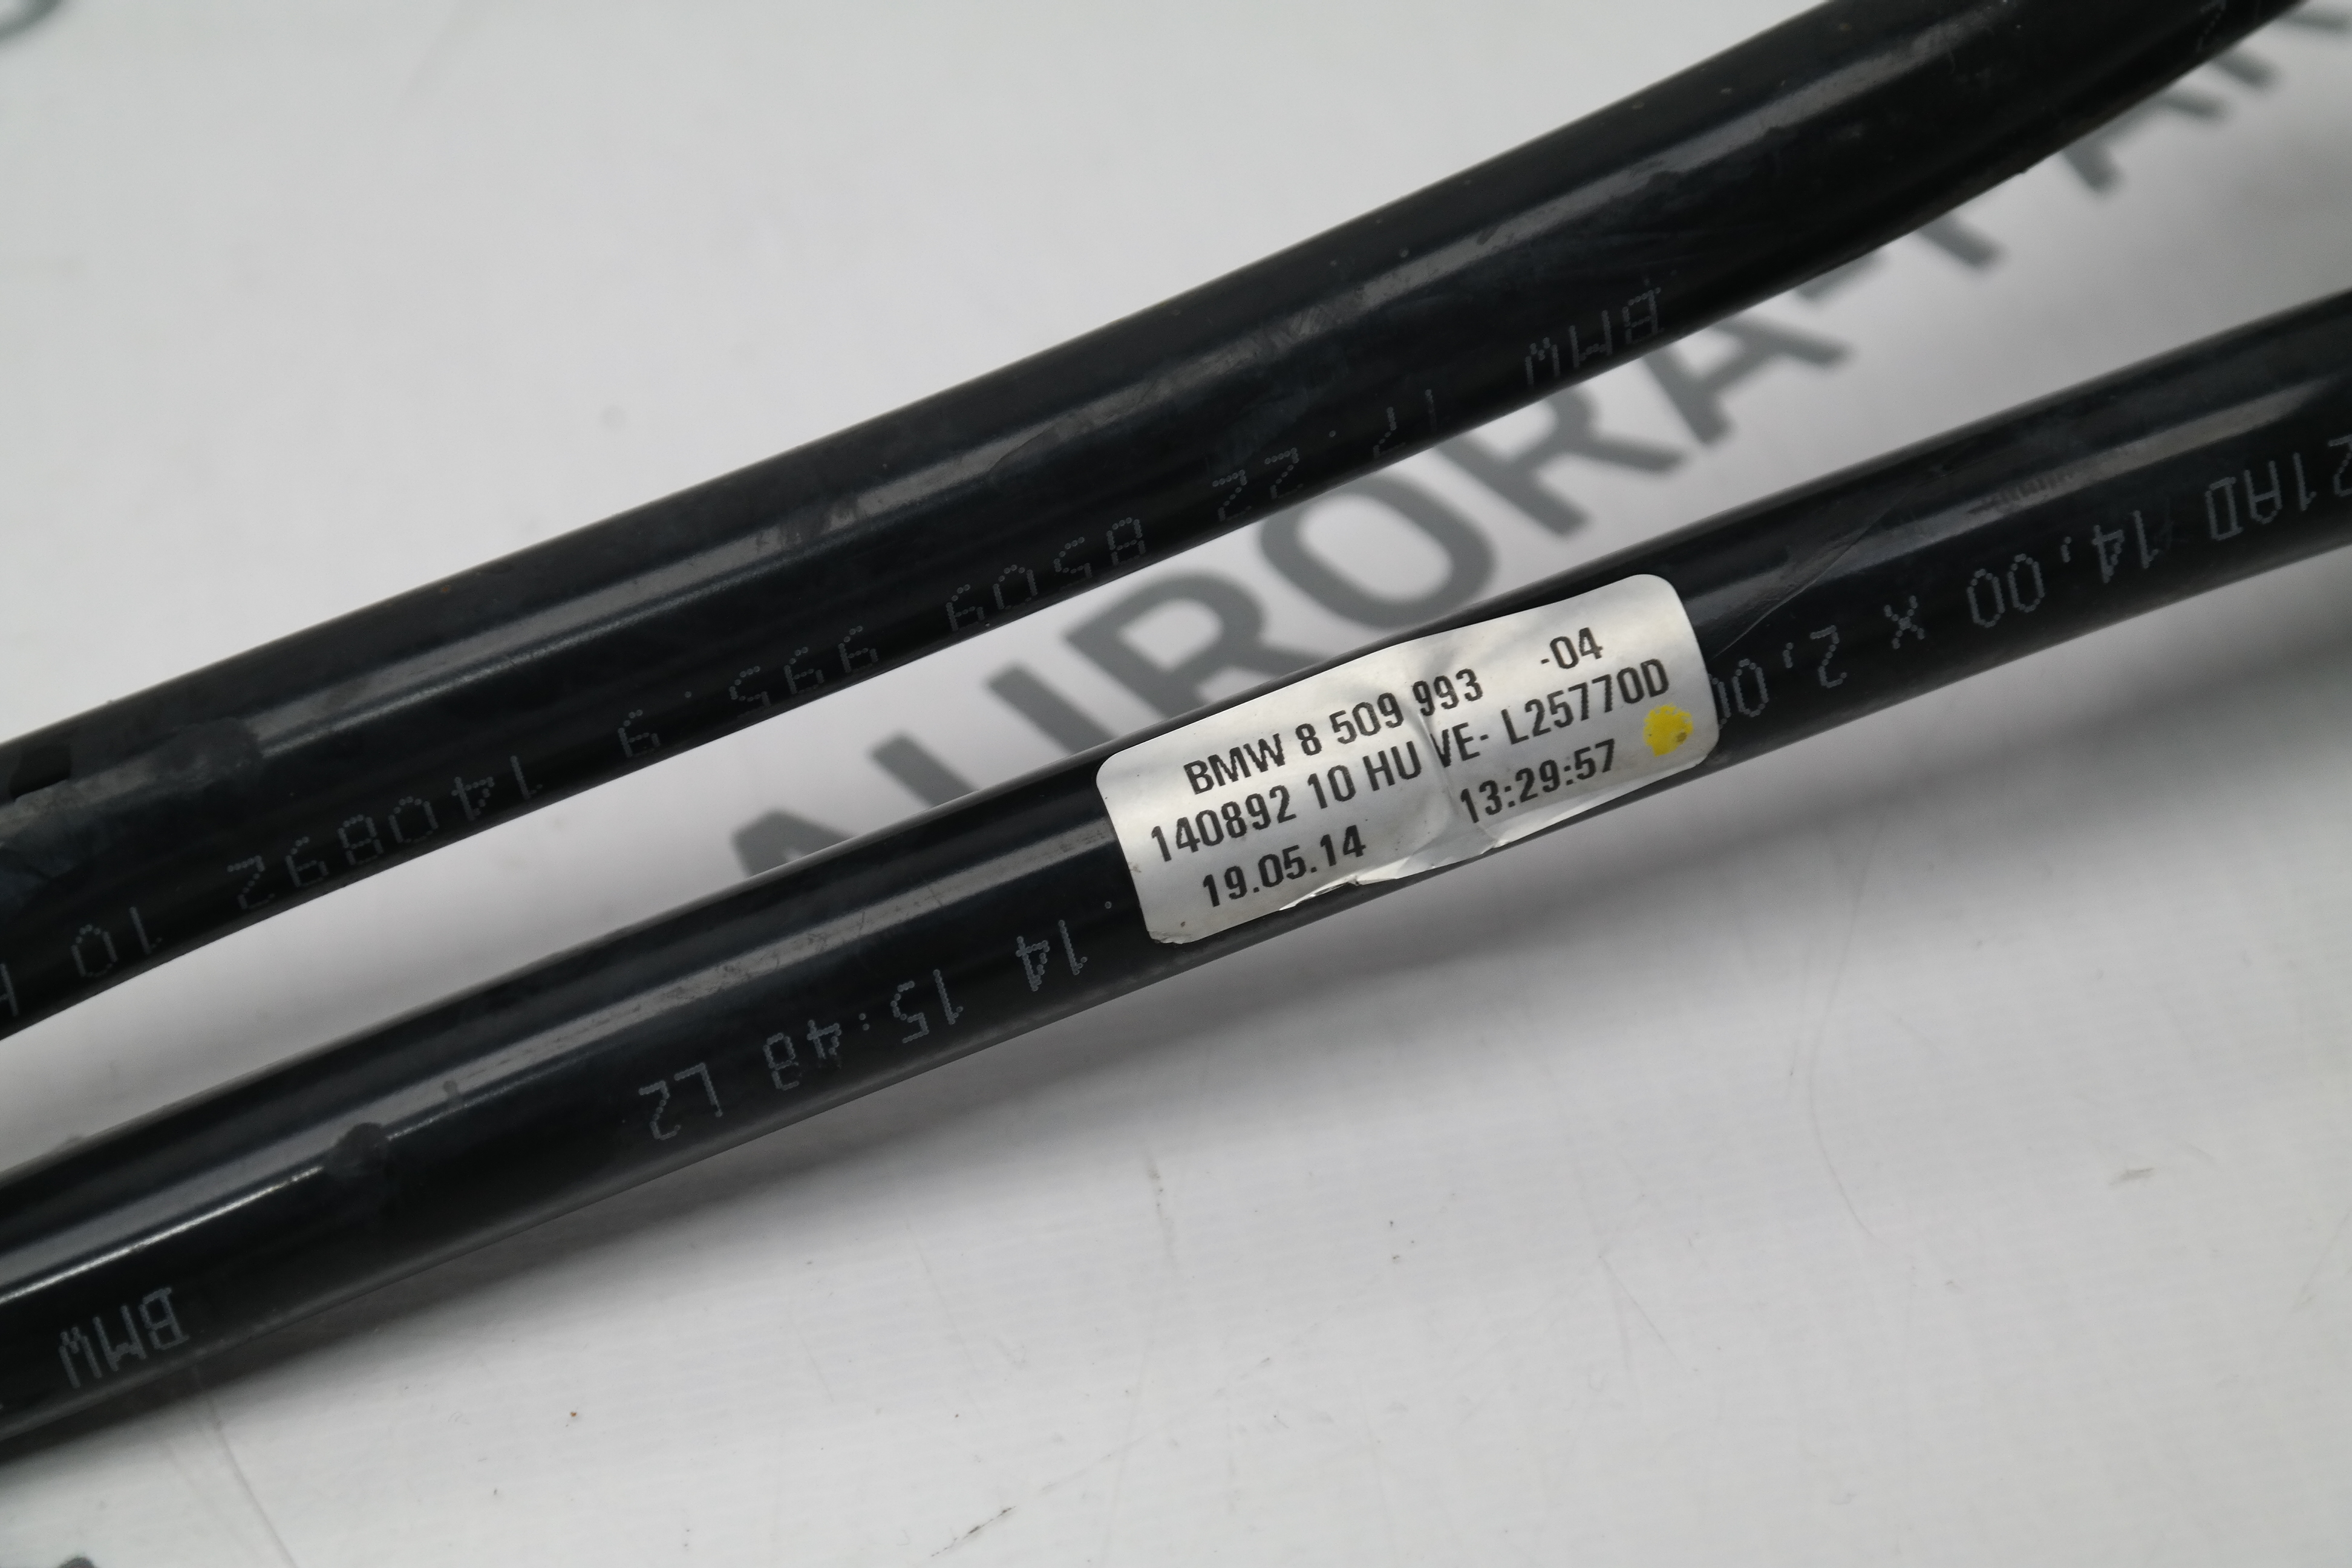 BMW 17.22 8509 995.9 140892 10
BMW 8 509 993 -04
140892 10 HU VE- L25770D
19.05.14 13:29:57
21AD 14,00 x 2,00
.14 15:48 L2
BMW